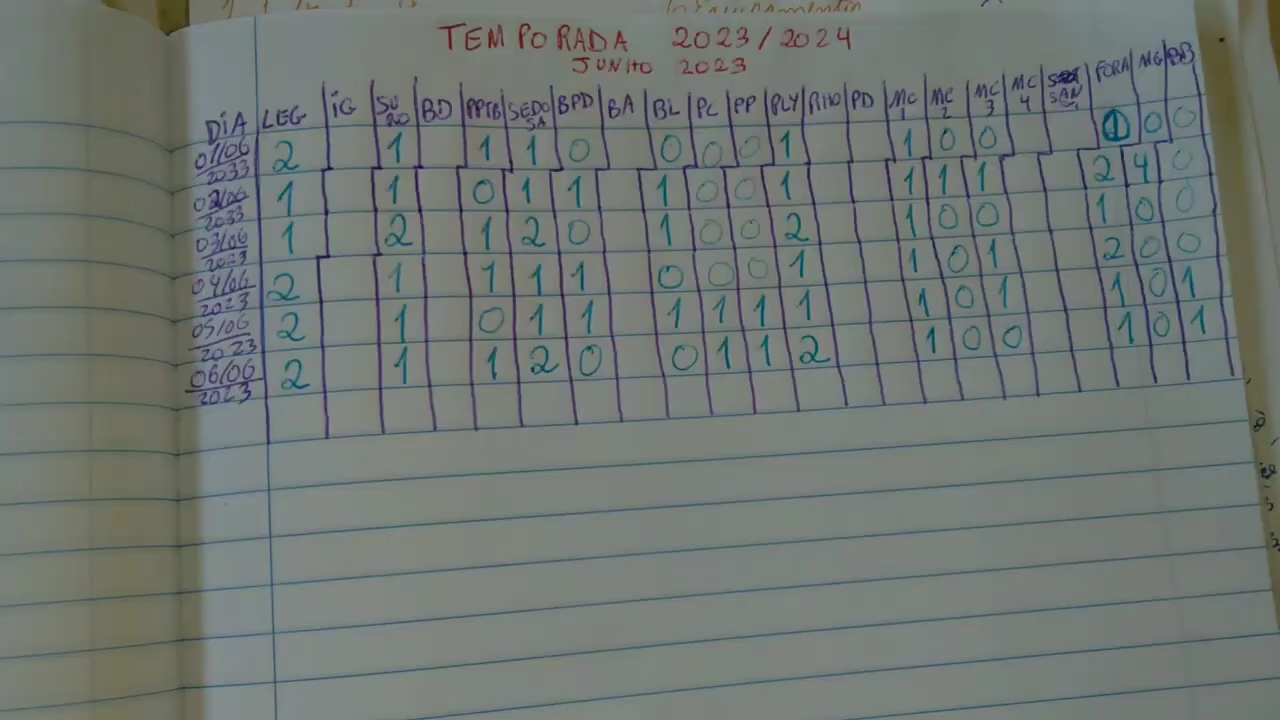 TEMPORADA 2023/2024
JUNHO 2023
DIA LEG IG SU NO BD PPTB SEDO SA BPD BA BL PC PP PLY RHO PD MC 1 MC 2 MC 3 MC 4 SAN FORA MG BB
01/06 2033 2 1 1 1 0 0 0 0 1 1 0 0 1 0 0
02/06 2033 1 1 0 1 1 1 0 0 1 1 1 1 2 4 0
03/06 2023 1 2 1 2 0 1 0 0 2 1 0 0 1 0 0
04/06 2023 2 1 1 1 1 0 0 0 1 1 0 1 2 0 0
05/06 2023 2 1 0 1 1 1 1 1 1 1 0 1 1 0 1
06/06 2023 2 1 1 2 0 0 1 1 2 1 0 0 1 0 1